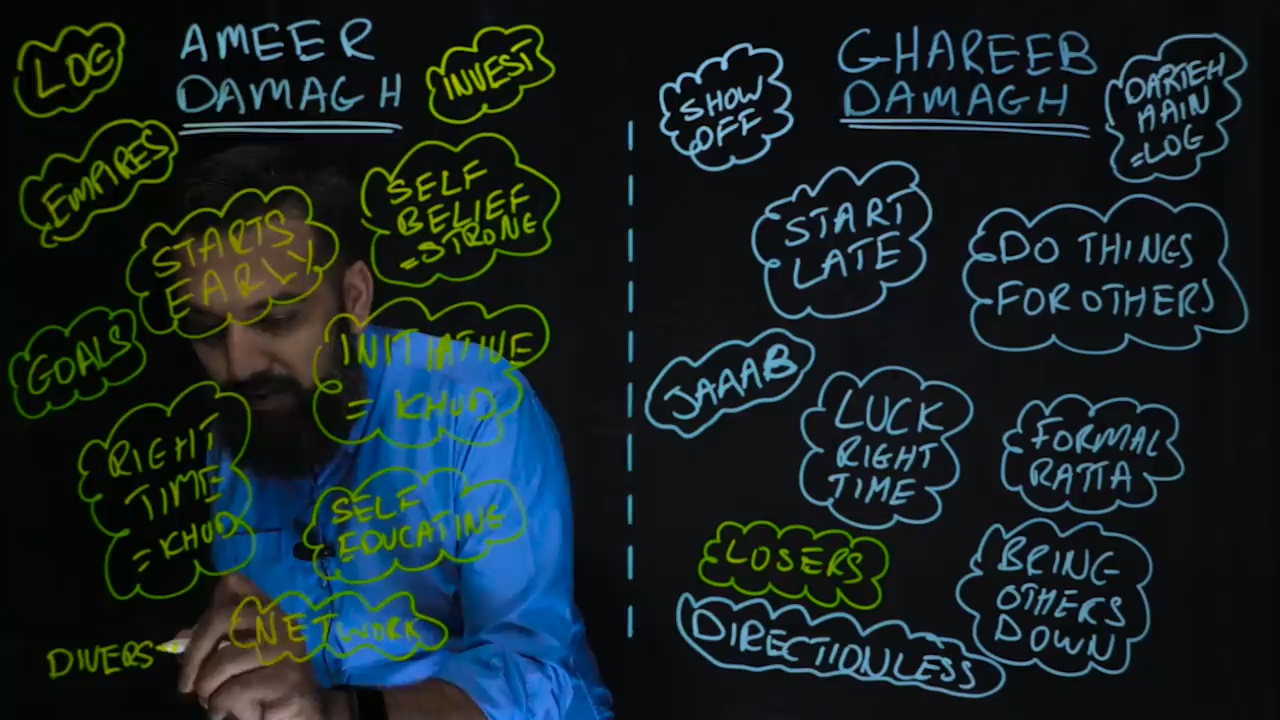 AMEER
DAMAGH
LOG
INVEST
EMPIRES
SELF
BELIEF
=STRONG
STARTS
EARLY
GOALS
INITIATIVE
= KHUD
RIGHT
TIME
=KHUD
SELF
EDUCATING
NETWORK
DIVERS
GHAREEB
DAMAGH
SHOW
OFF
DARTEH
HAIN
=LOG
START
LATE
DO THINGS
FOR OTHERS
JAAAB
LUCK
RIGHT
TIME
FORMAL
RATTA
LOSERS
BRING
OTHERS
DOWN
DIRECTIONLESS